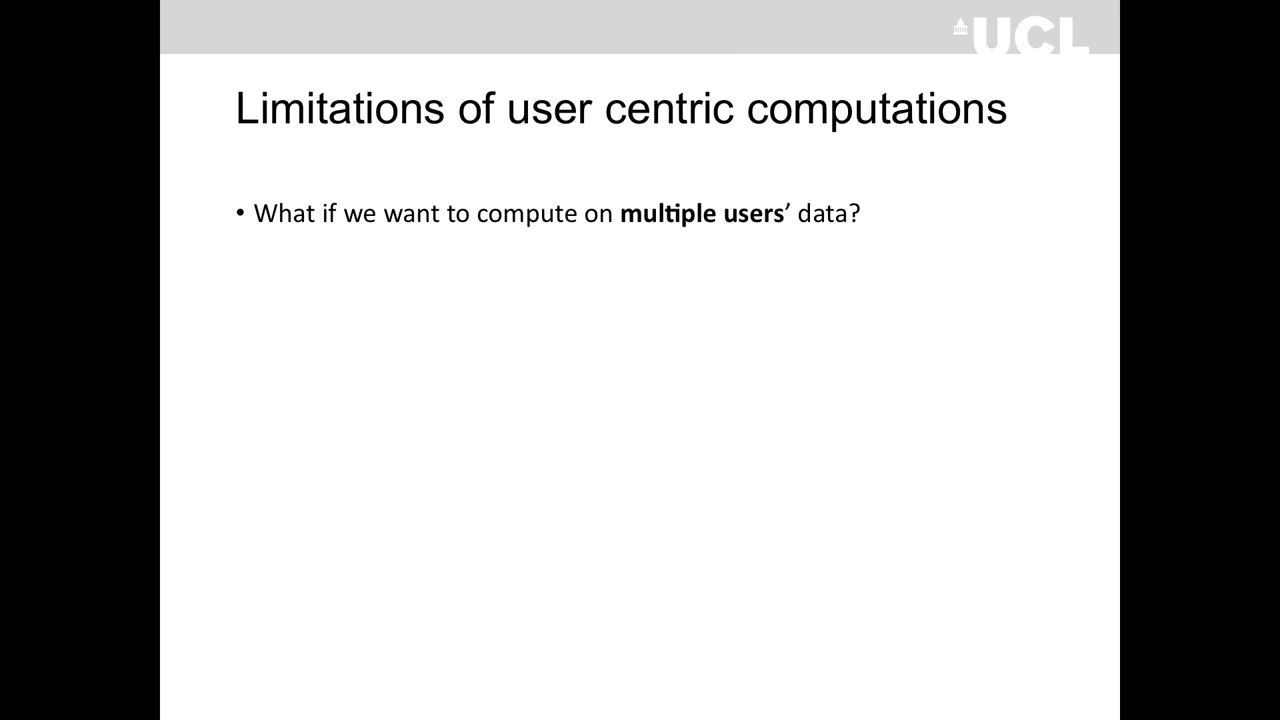 UCL
Limitations of user centric computations
• What if we want to compute on multiple users’ data?